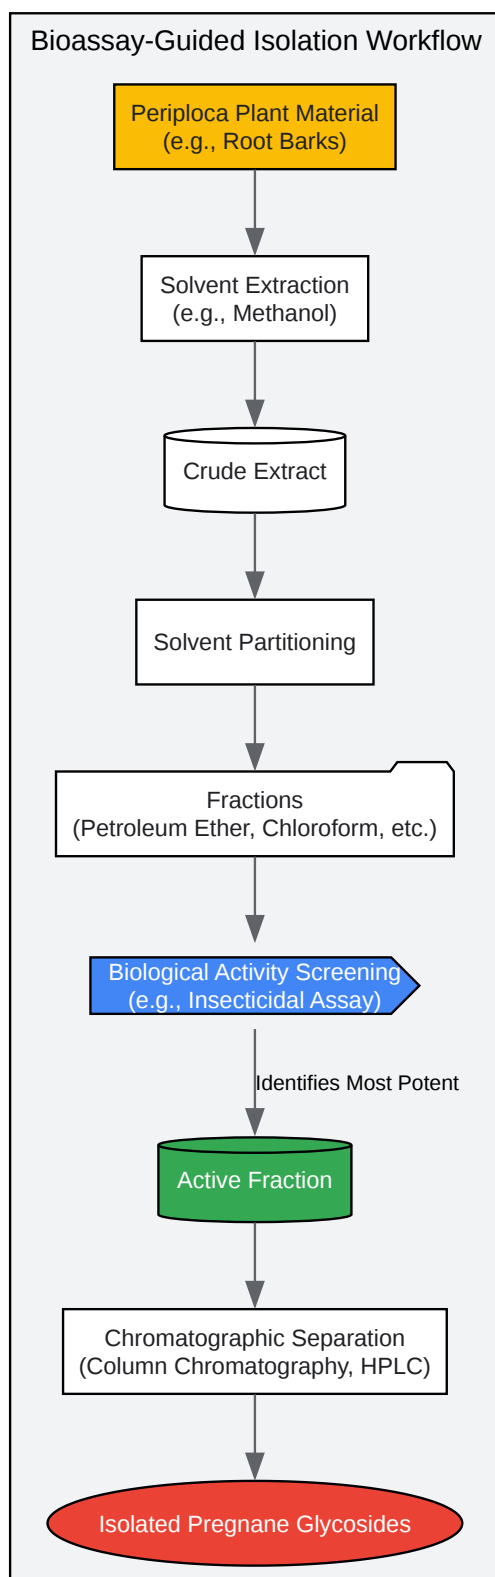 Bioassay-Guided Isolation Workflow
Periploca Plant Material
(e.g., Root Barks)
Solvent Extraction
(e.g., Methanol)
Crude Extract
Solvent Partitioning
Fractions
(Petroleum Ether, Chloroform, etc.)
Biological Activity Screening
(e.g., Insecticidal Assay)
Identifies Most Potent
Active Fraction
Chromatographic Separation
(Column Chromatography, HPLC)
Isolated Pregnane Glycosides